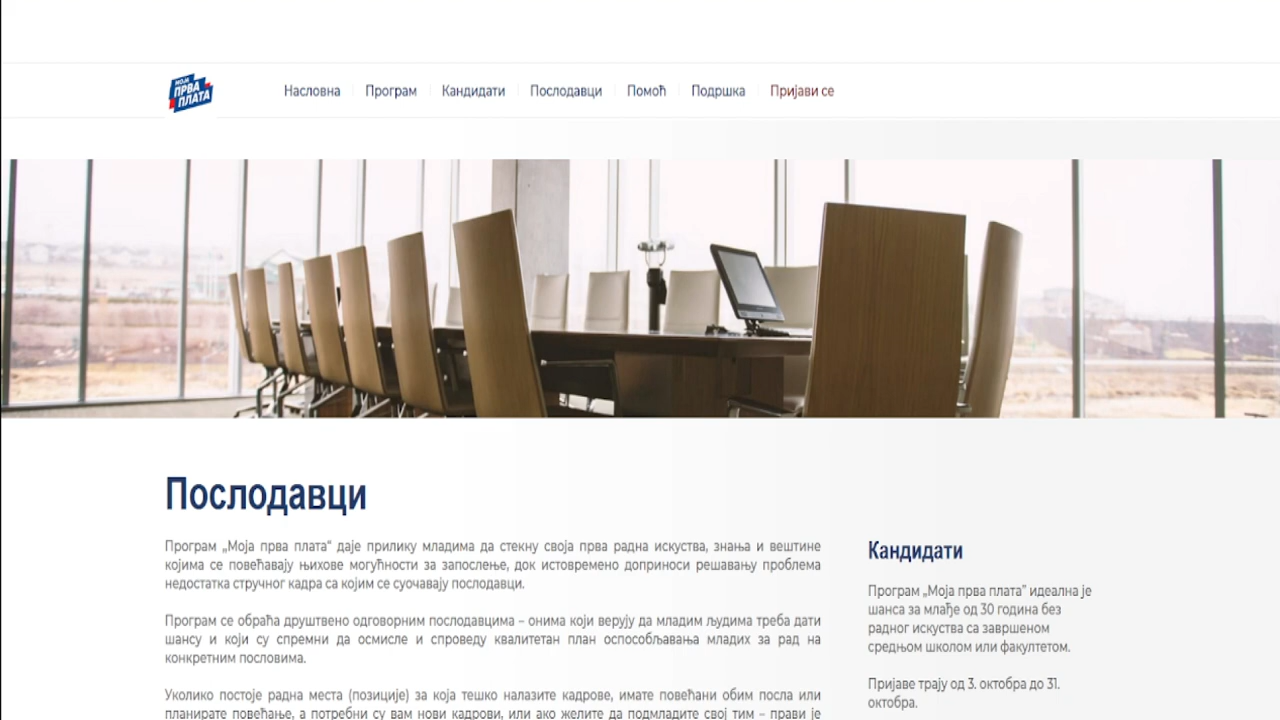 МОЈА
ПРВА
ПЛАТА
Насловна
Програм
Кандидати
Послодавци
Помоћ
Подршка
Пријави се
Послодавци
Програм „Моја прва плата“ даје прилику младима да стекну своја прва радна искуства, знања и вештине
којима се повећавају њихове могућности за запослење, док истовремено доприноси решавању проблема
недостатка стручног кадра са којим се суочавају послодавци.
Програм се обраћа друштвено одговорним послодавцима – онима који верују да младим људима треба дати
шансу и који су спремни да осмисле и спроведу квалитетан план оспособљавања младих за рад на
конкретним пословима.
Уколико постоје радна места (позиције) за која тешко налазите кадрове, имате повећани обим посла или
планирате повећање, а потребни су вам нови кадрови, или ако желите да подмладите свој тим – прави је
Кандидати
Програм „Моја прва плата” идеална је
шанса за млађе од 30 година без
радног искуства са завршеном
средњом школом или факултетом.
Пријаве трају од 3. октобра до 31.
октобра.